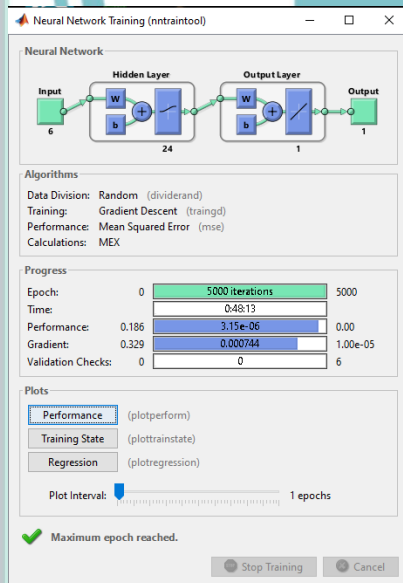 Neural Network Training (nntraintool)
Neural Network
Hidden Layer
Output Layer
Input
W
b
+
W
b
+
Output
6
24
1
1
Algorithms
Data Division: Random (dividerand)
Training: Gradient Descent (traingd)
Performance: Mean Squared Error (mse)
Calculations: MEX
Progress
Epoch: 0 5000 iterations 5000
Time: 0:48:13
Performance: 0.186 3.15e-06 0.00
Gradient: 0.329 0.000744 1.00e-05
Validation Checks: 0 0 6
Plots
Performance (plotperform)
Training State (plottrainstate)
Regression (plotregression)
Plot Interval: 1 epochs
Maximum epoch reached.
Stop Training Cancel